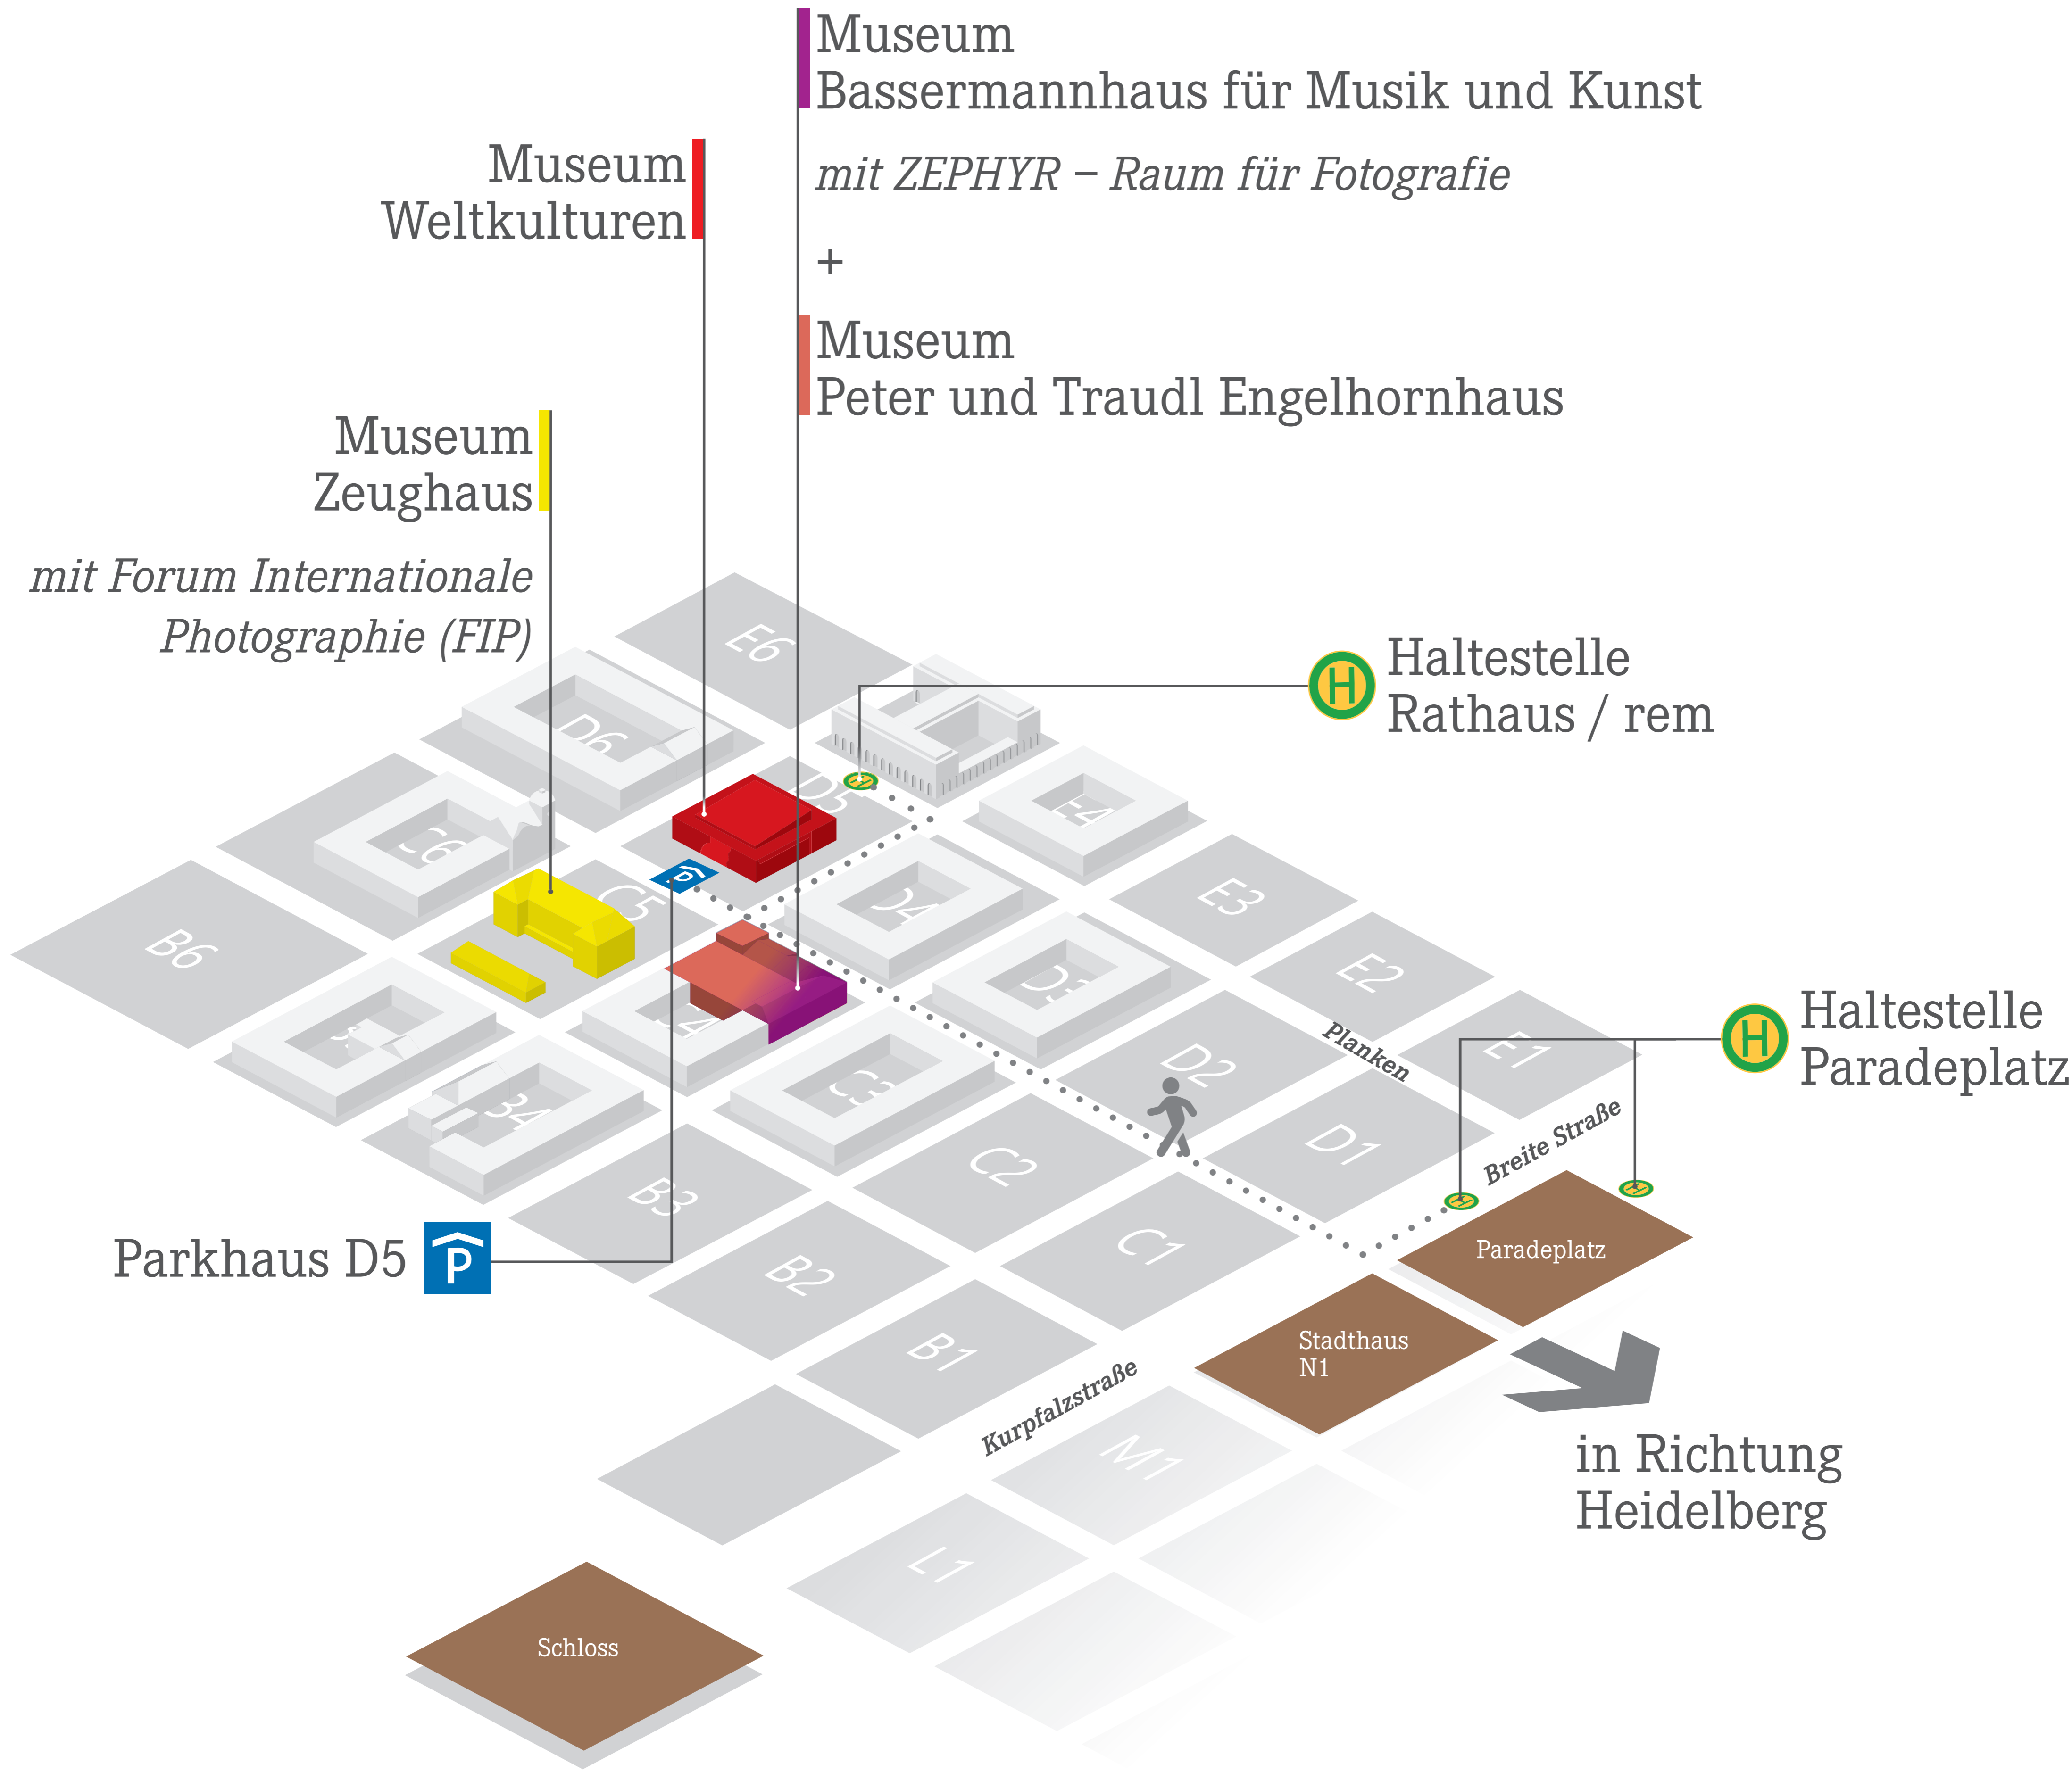 Museum
Bassermannhaus für Musik und Kunst
mit ZEPHYR – Raum für Fotografie
+
Museum
Peter und Traudl Engelhornhaus
Museum
Weltkulturen
Museum
Zeughaus
mit Forum Internationale
Photographie (FIP)
H
Haltestelle
Rathaus / rem
H
Haltestelle
Paradeplatz
E6
D6
D5
E4
C6
C5
D4
E3
B6
E2
D3
E1
C4
C3
D2
D1
B4
C2
C1
B3
B2
B1
M1
L1
P
H
H
H
Planken
Breite Straße
Kurpfalzstraße
Paradeplatz
Stadthaus
N1
Schloss
Parkhaus D5
P
in Richtung
Heidelberg